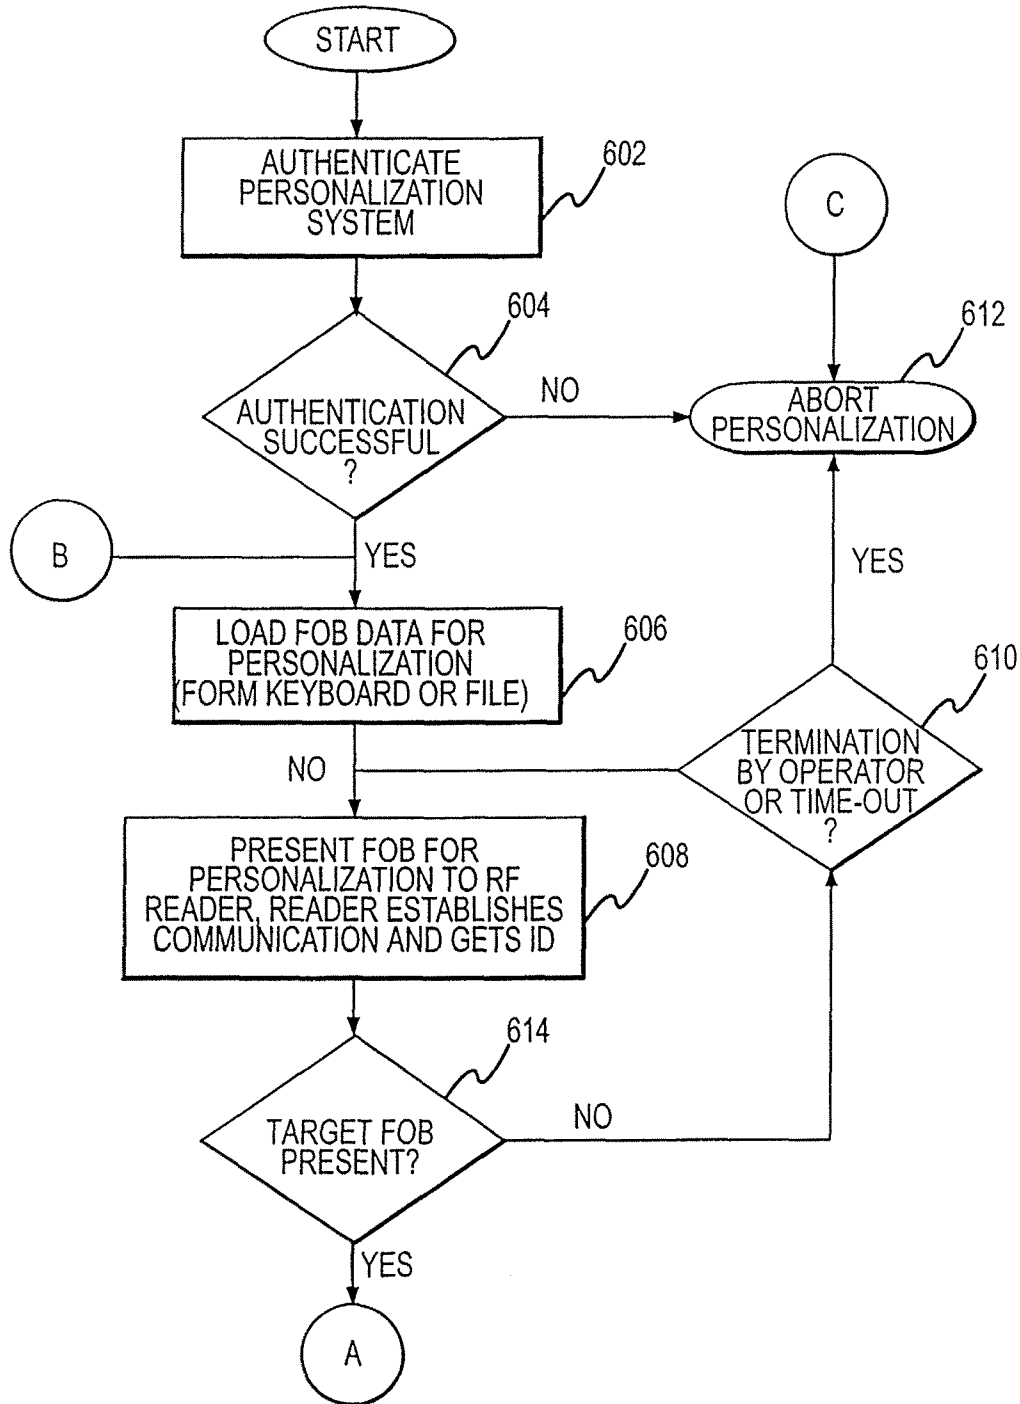 START
AUTHENTICATE
PERSONALIZATION
SYSTEM
602
C
604
612
AUTHENTICATION
SUCCESSFUL
?
NO
ABORT
PERSONALIZATION
B
YES
YES
LOAD FOB DATA FOR
PERSONALIZATION
(FORM KEYBOARD OR FILE)
606
610
NO
TERMINATION
BY OPERATOR
OR TIME-OUT
?
PRESENT FOB FOR
PERSONALIZATION TO RF
READER, READER ESTABLISHES
COMMUNICATION AND GETS ID
608
614
TARGET FOB
PRESENT?
NO
YES
A